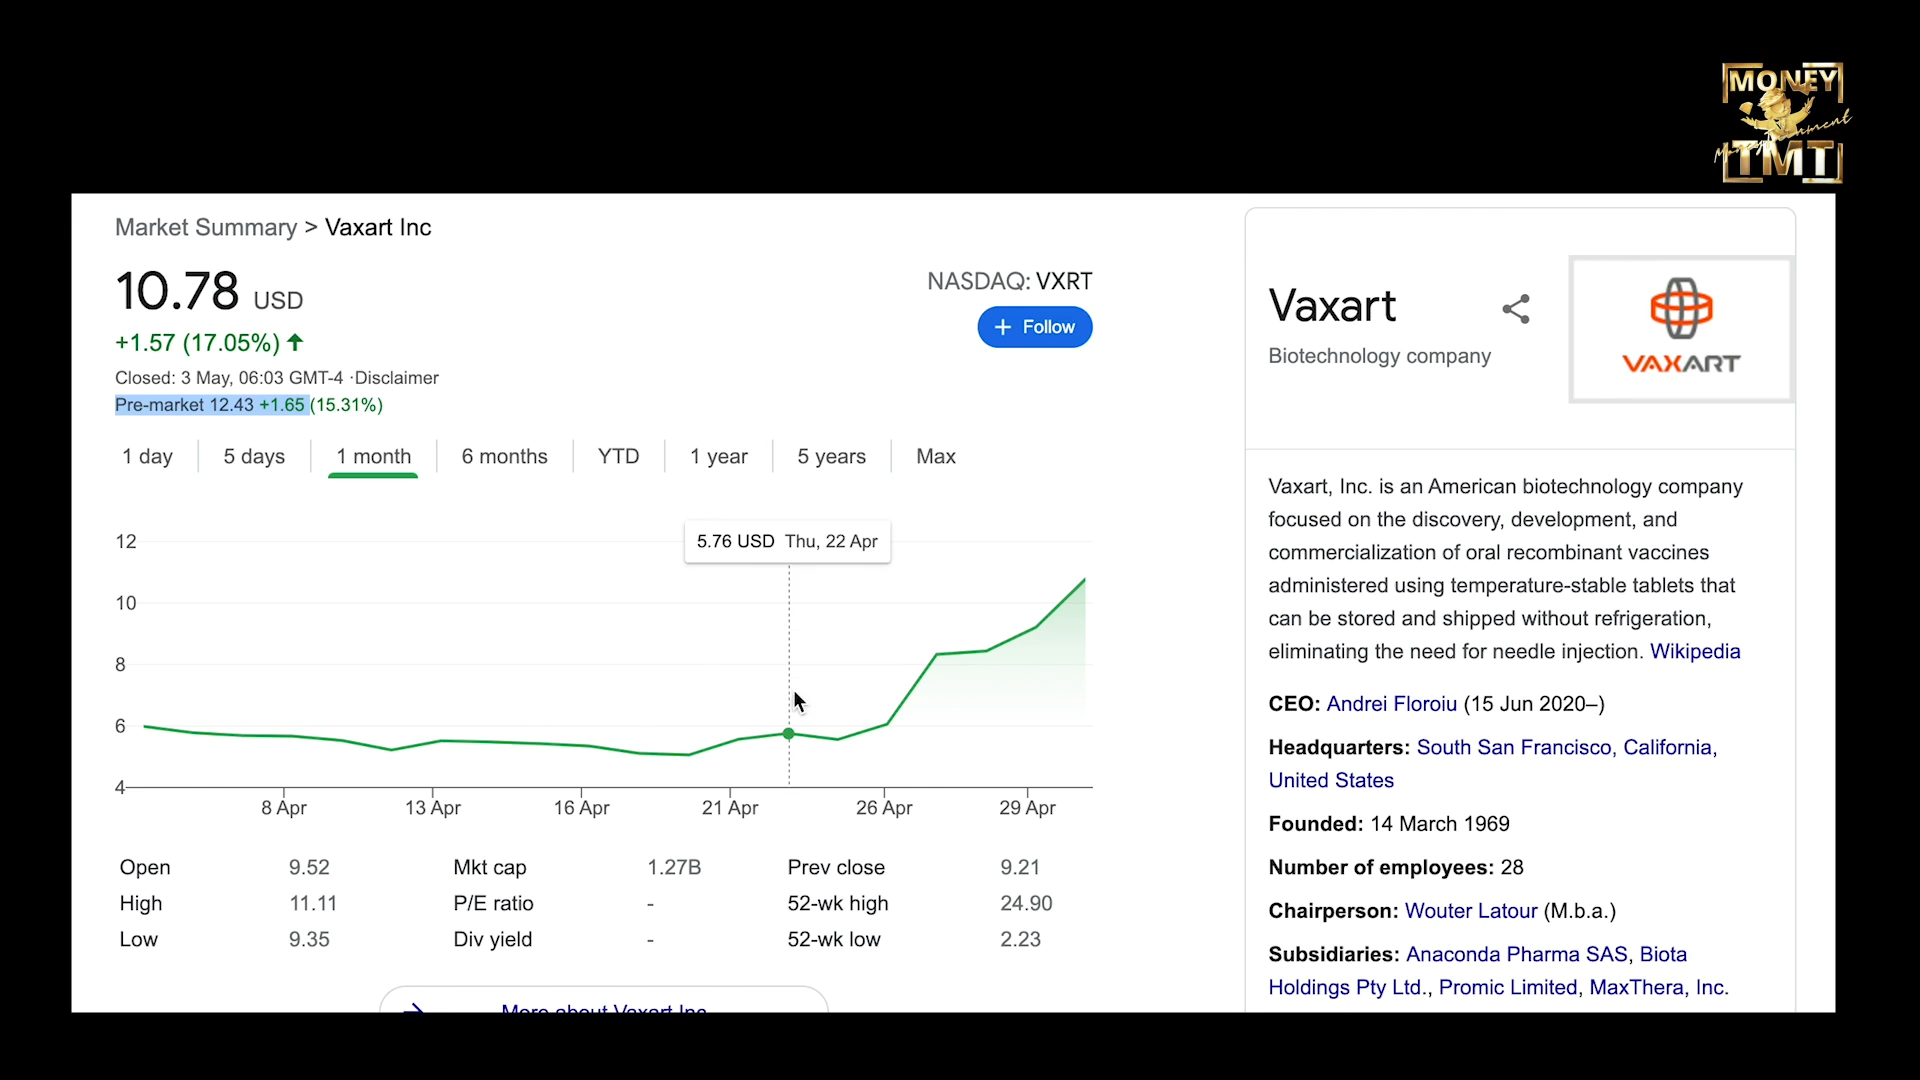 MONEY
TMT
Market Summary > Vaxart Inc
10.78 USD
NASDAQ: VXRT
+ Follow
+1.57 (17.05%)
Closed: 3 May, 06:03 GMT-4 ·Disclaimer
Pre-market 12.43 +1.65 (15.31%)
1 day
5 days
1 month
6 months
YTD
1 year
5 years
Max
5.76 USD Thu, 22 Apr
12
10
8
6
4
8 Apr
13 Apr
16 Apr
21 Apr
26 Apr
29 Apr
Open 9.52 Mkt cap 1.27B Prev close 9.21
High 11.11 P/E ratio - 52-wk high 24.90
Low 9.35 Div yield - 52-wk low 2.23
More about Vaxart Inc
Vaxart
Biotechnology company
VAXART
Vaxart, Inc. is an American biotechnology company
focused on the discovery, development, and
commercialization of oral recombinant vaccines
administered using temperature-stable tablets that
can be stored and shipped without refrigeration,
eliminating the need for needle injection. Wikipedia
CEO: Andrei Floroiu (15 Jun 2020–)
Headquarters: South San Francisco, California,
United States
Founded: 14 March 1969
Number of employees: 28
Chairperson: Wouter Latour (M.b.a.)
Subsidiaries: Anaconda Pharma SAS, Biota
Holdings Pty Ltd., Promic Limited, MaxThera, Inc.